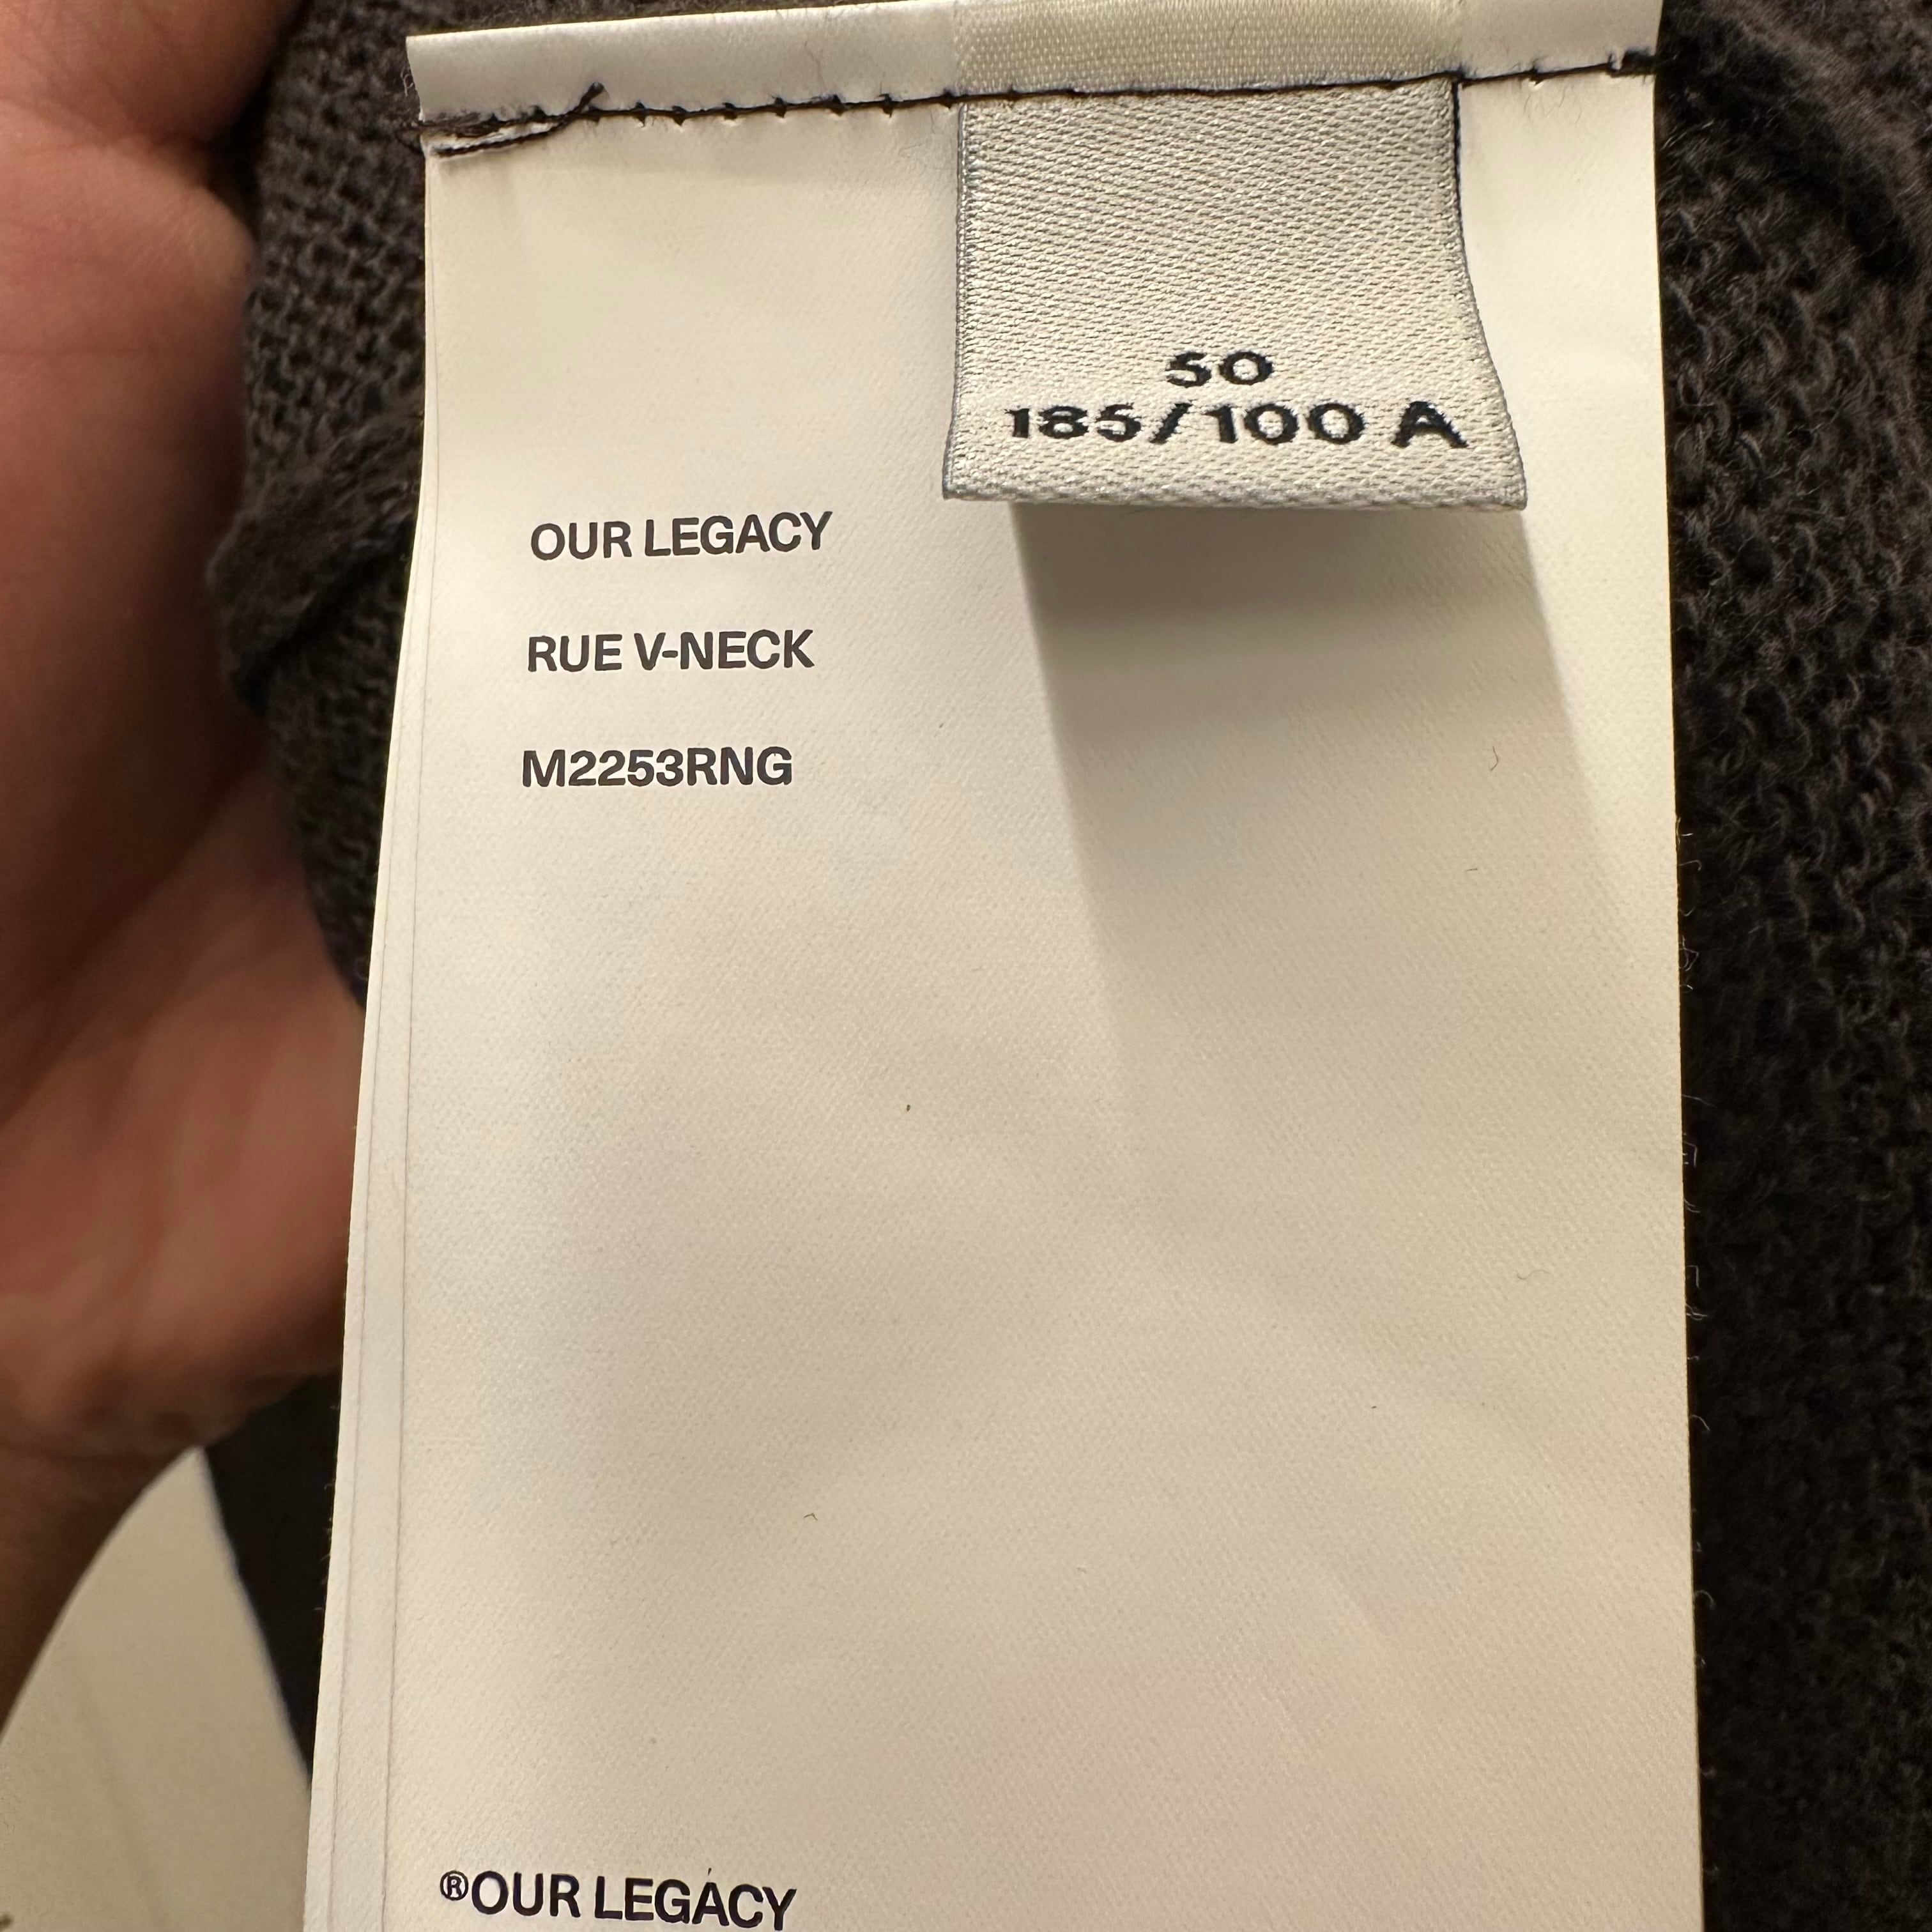 50
185/100 A
OUR LEGACY
RUE V-NECK
M2253RNG
®OUR LEGACY